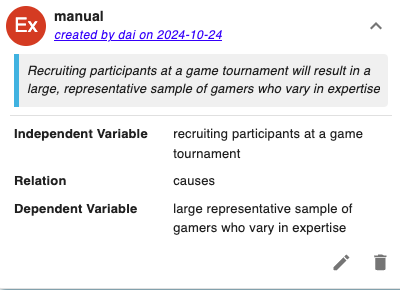 Ex
manual
created by dai on 2024-10-24
Recruiting participants at a game tournament will result in a
large, representative sample of gamers who vary in expertise
Independent Variable recruiting participants at a game
tournament
Relation causes
Dependent Variable large representative sample of
gamers who vary in expertise